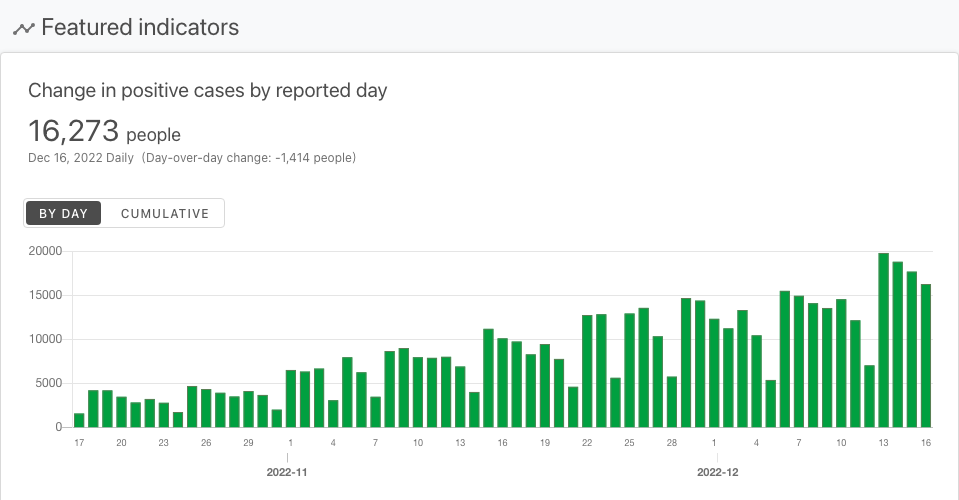 Featured indicators
Change in positive cases by reported day
16,273 people
Dec 16, 2022 Daily (Day-over-day change: -1,414 people)
BY DAY CUMULATIVE
20000
15000
10000
5000
0
17 20 23 26 29 1 4 7 10 13 16 19 22 25 28 1 4 7 10 13 16
2022-11 2022-12